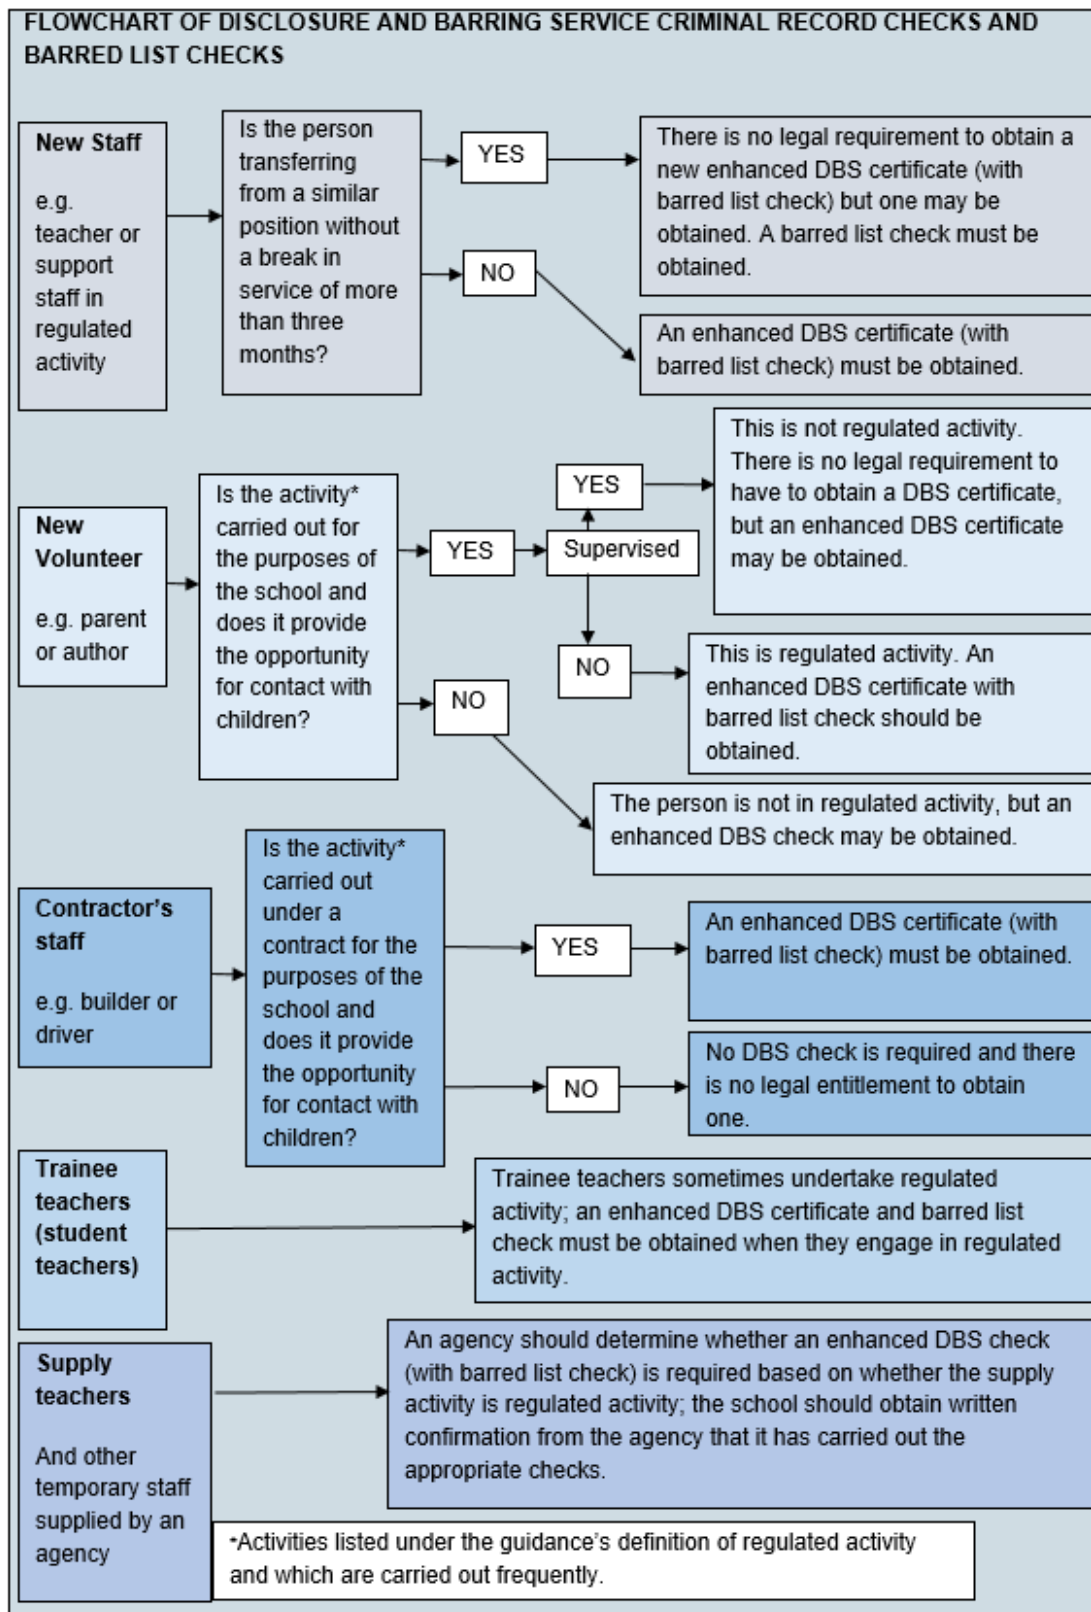 FLOWCHART OF DISCLOSURE AND BARRING SERVICE CRIMINAL RECORD CHECKS AND
BARRED LIST CHECKS
New Staff
e.g.
teacher or
support
staff in
regulated
activity
Is the person
transferring
from a similar
position without
a break in
service of more
than three
months?
YES
There is no legal requirement to obtain a
new enhanced DBS certificate (with
barred list check) but one may be
obtained. A barred list check must be
obtained.
NO
An enhanced DBS certificate (with
barred list check) must be obtained.
New
Volunteer
e.g. parent
or author
Is the activity*
carried out for
the purposes of
the school and
does it provide
the opportunity
for contact with
children?
YES
Supervised
YES
This is not regulated activity.
There is no legal requirement to
have to obtain a DBS certificate,
but an enhanced DBS certificate
may be obtained.
NO
This is regulated activity. An
enhanced DBS certificate with
barred list check should be
obtained.
NO
The person is not in regulated activity, but an
enhanced DBS check may be obtained.
Contractor's
staff
e.g. builder or
driver
Is the activity*
carried out
under a
contract for the
purposes of the
school and
does it provide
the opportunity
for contact with
children?
YES
An enhanced DBS certificate (with
barred list check) must be obtained.
NO
No DBS check is required and there
is no legal entitlement to obtain
one.
Trainee
teachers
(student
teachers)
Trainee teachers sometimes undertake regulated
activity; an enhanced DBS certificate and barred list
check must be obtained when they engage in regulated
activity.
Supply
teachers
And other
temporary staff
supplied by an
agency
An agency should determine whether an enhanced DBS check
(with barred list check) is required based on whether the supply
activity is regulated activity; the school should obtain written
confirmation from the agency that it has carried out the
appropriate checks.
*Activities listed under the guidance's definition of regulated activity
and which are carried out frequently.